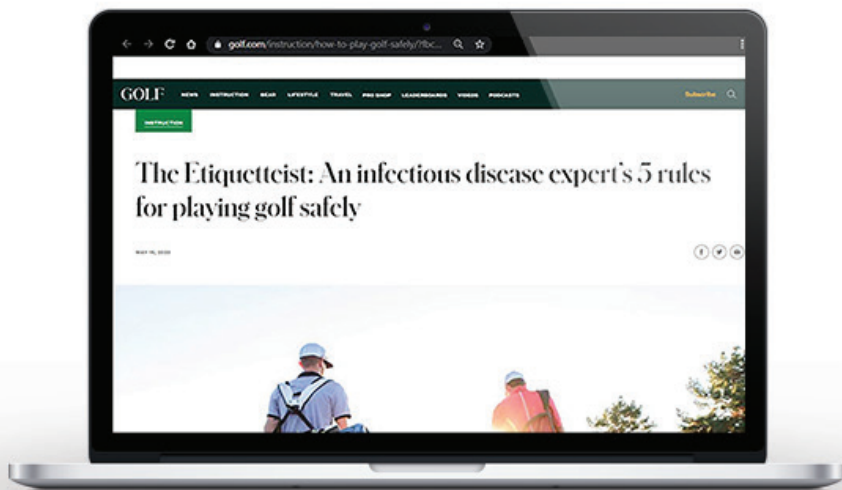 golf.com/instruction/how-to-play-golf-safely/?fbc...
GOLF NEWS INSTRUCTION GEAR LIFESTYLE TRAVEL PRO SHOP LEADERBOARDS VIDEOS PODCASTS Subscribe
INSTRUCTION
The Etiquetteist: An infectious disease expert's 5 rules
for playing golf safely